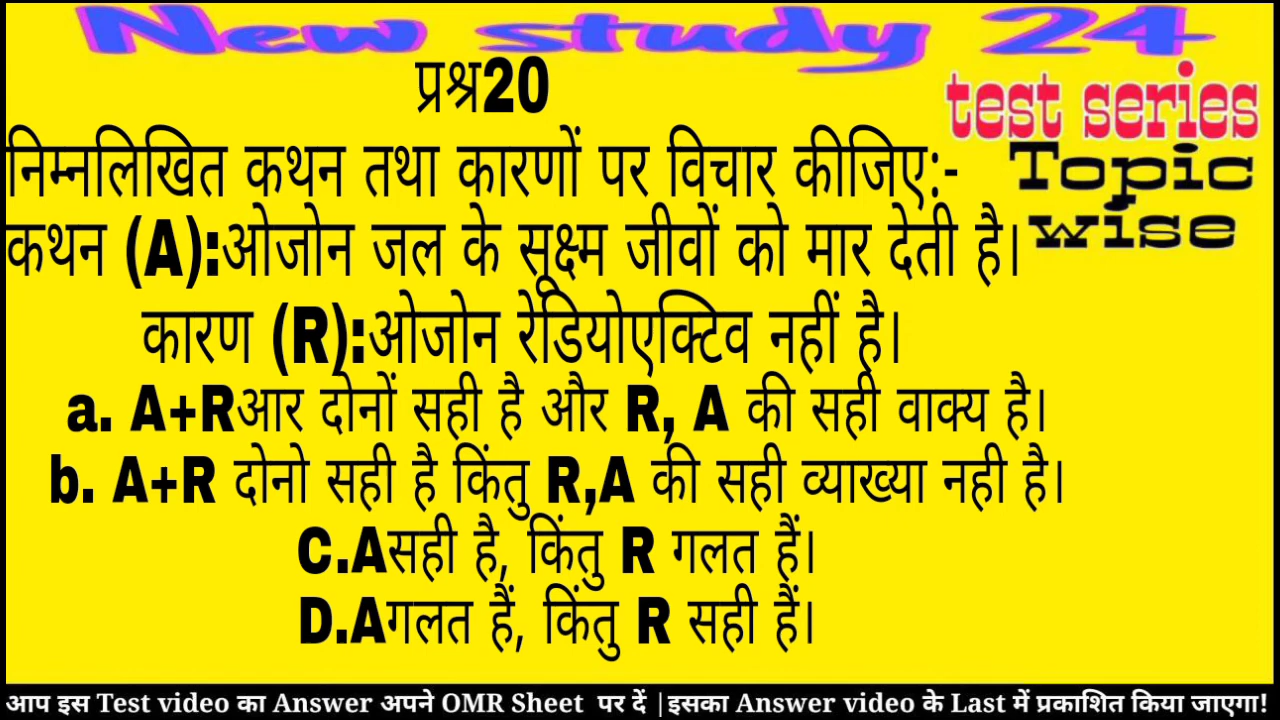 New study 24
प्रश्न20
test series
Topic
wise
निम्नलिखित कथन तथा कारणों पर विचार कीजिए:-
कथन (A):ओजोन जल के सूक्ष्म जीवों को मार देती है।
कारण (R):ओजोन रेडियोएक्टिव नहीं है।
a. A+Rआर दोनों सही है और R, A की सही वाक्य है।
b. A+R दोनो सही है किंतु R,A की सही व्याख्या नही है।
C.Aसही है, किंतु R गलत हैं।
D.Aगलत हैं, किंतु R सही हैं।
आप इस Test video का Answer अपने OMR Sheet पर दें |इसका Answer video के Last में प्रकाशित किया जाएगा!